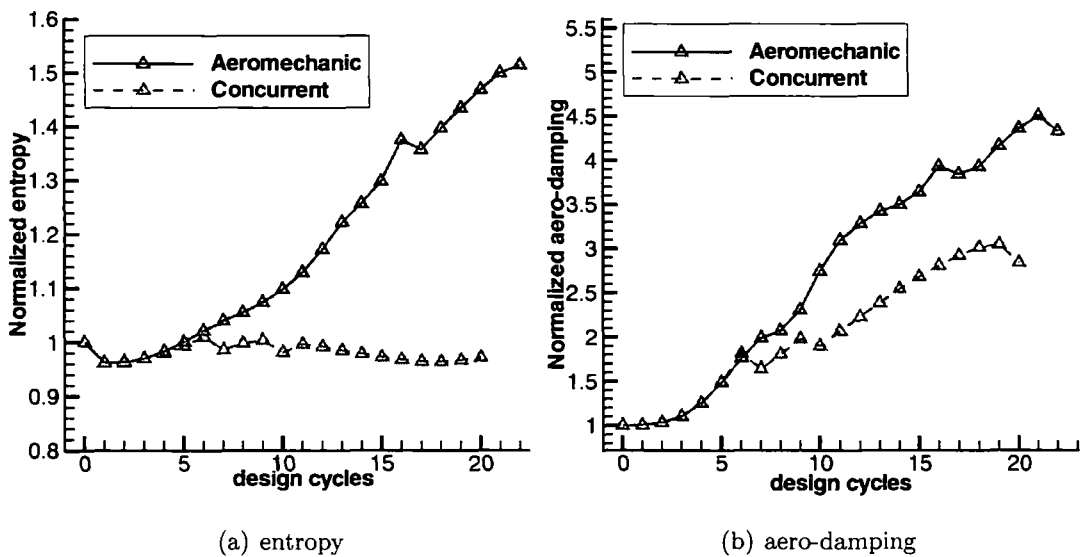 1.6
1.5
1.4
1.3
1.2
1.1
1
0.9
0.8
Normalized entropy
Aeromechanic
Concurrent
0 5 10 15 20
design cycles
(a) entropy
5.5
5
4.5
4
3.5
3
2.5
2
1.5
1
Normalized aero-damping
Aeromechanic
Concurrent
0 5 10 15 20
design cycles
(b) aero-damping